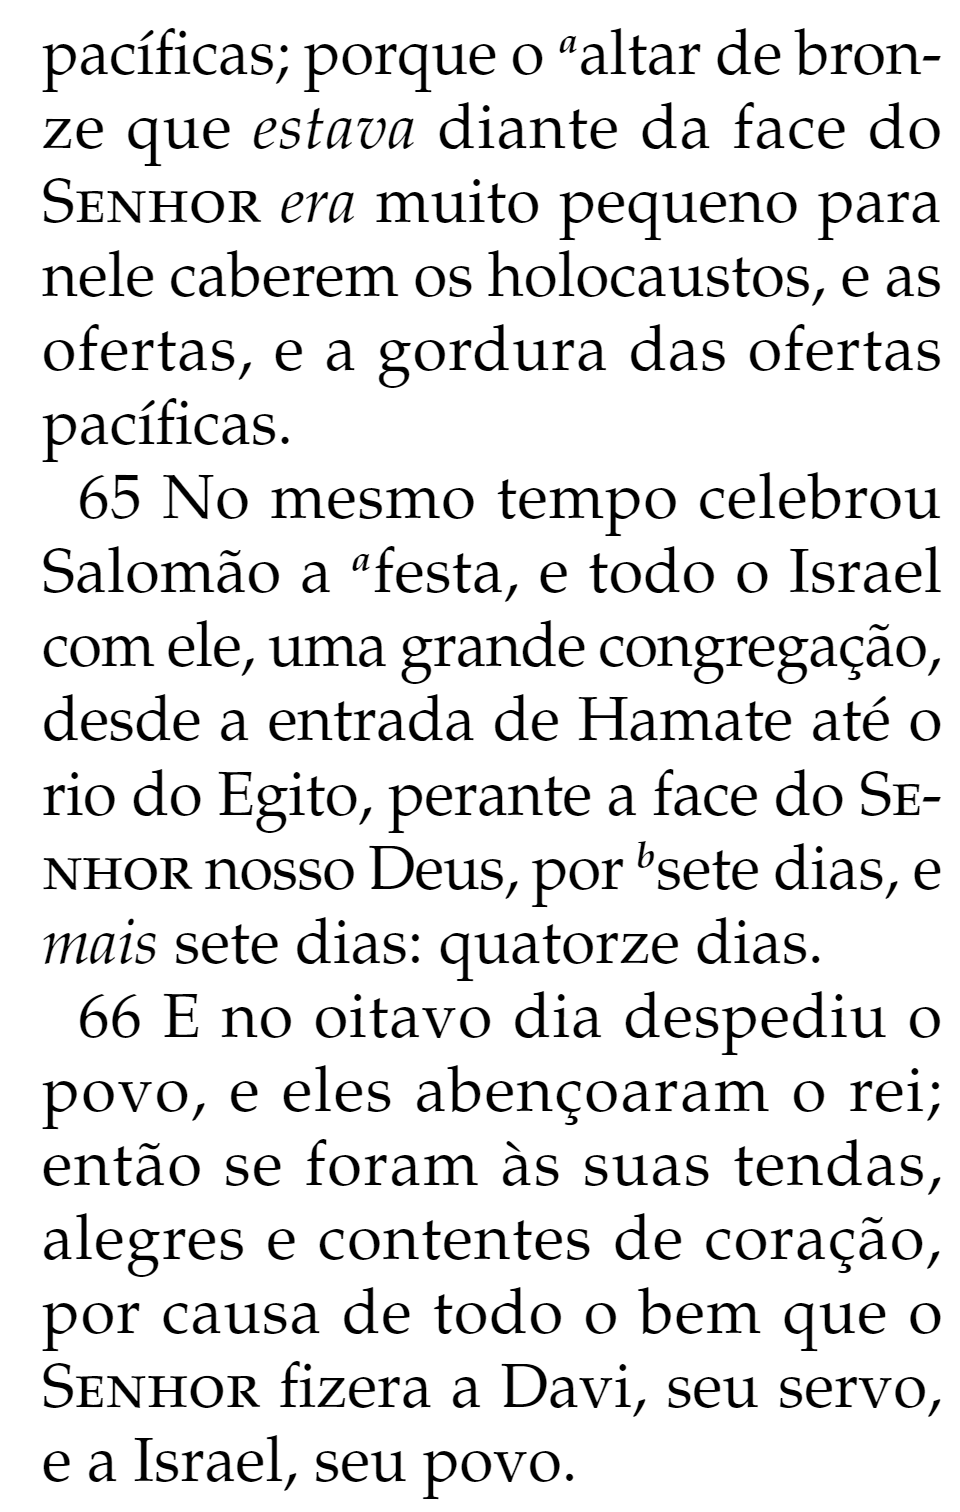 pacíficas; porque o ᵃaltar de bron-
ze que estava diante da face do
SENHOR era muito pequeno para
nele caberem os holocaustos, e as
ofertas, e a gordura das ofertas
pacíficas.
65 No mesmo tempo celebrou
Salomão a ᵃfesta, e todo o Israel
com ele, uma grande congregação,
desde a entrada de Hamate até o
rio do Egito, perante a face do SE-
NHOR nosso Deus, por ᵇsete dias, e
mais sete dias: quatorze dias.
66 E no oitavo dia despediu o
povo, e eles abençoaram o rei;
então se foram às suas tendas,
alegres e contentes de coração,
por causa de todo o bem que o
SENHOR fizera a Davi, seu servo,
e a Israel, seu povo.